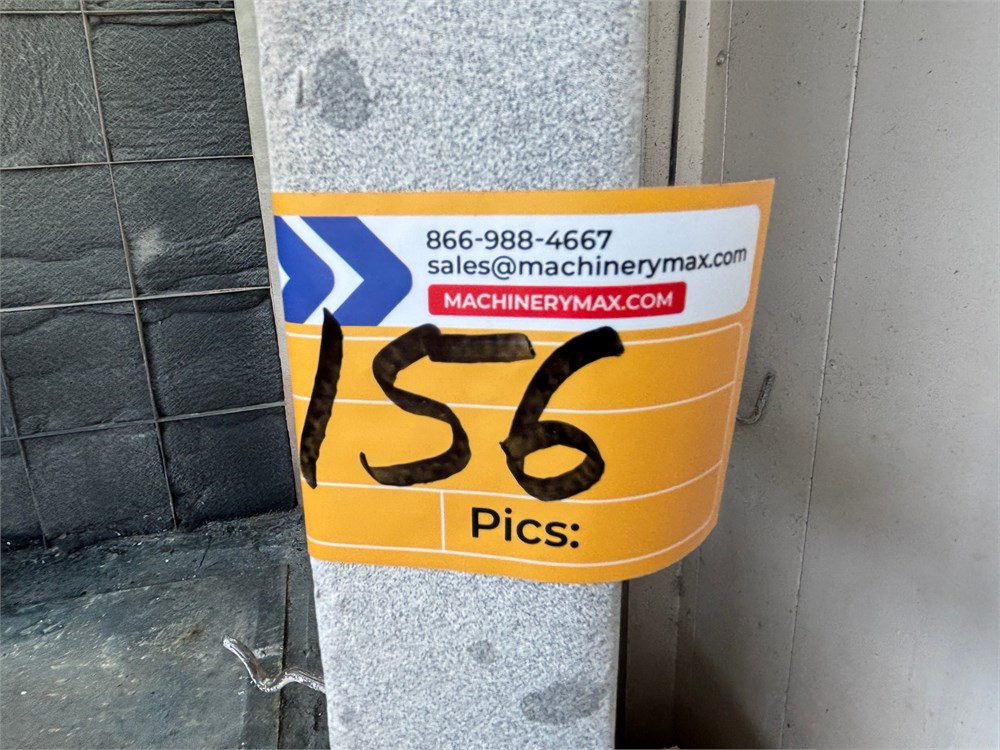 866-988-4667
sales@machinerymax.com
MACHINERYMAX.COM
156
Pics: